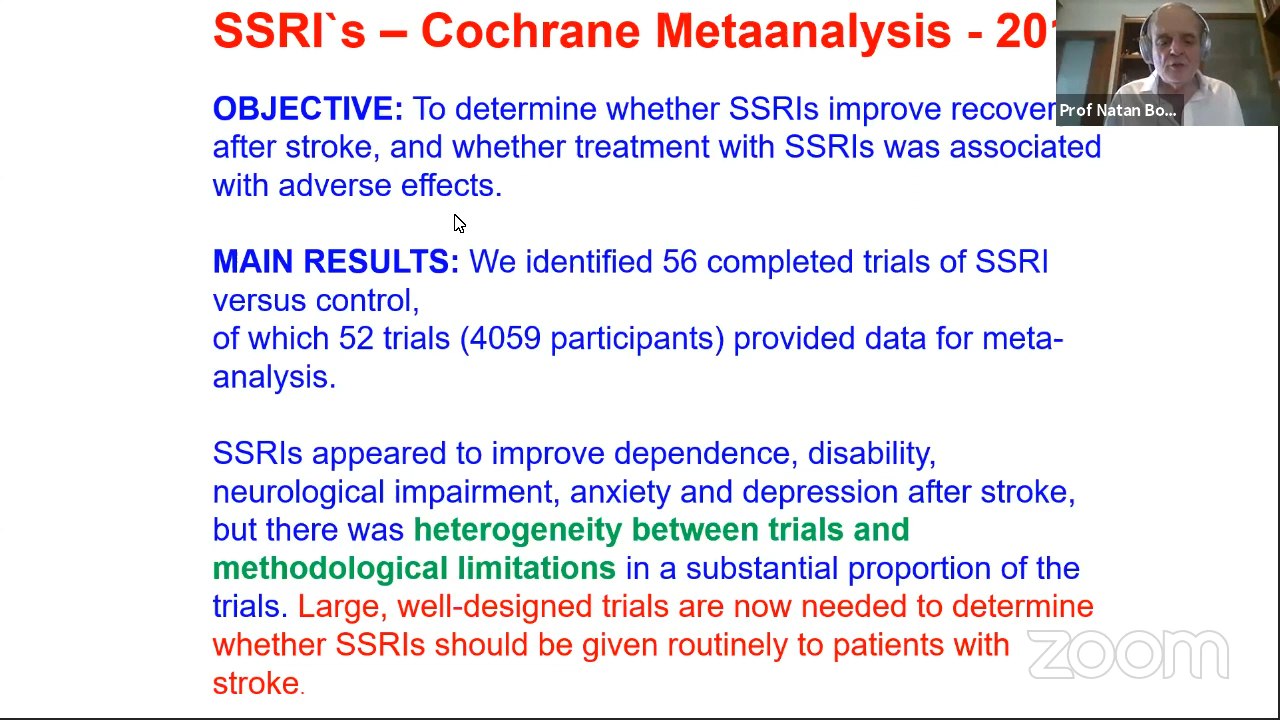 SSRI`s – Cochrane Metaanalysis - 201
OBJECTIVE: To determine whether SSRIs improve recover
after stroke, and whether treatment with SSRIs was associated
with adverse effects.
MAIN RESULTS: We identified 56 completed trials of SSRI
versus control,
of which 52 trials (4059 participants) provided data for meta-
analysis.
SSRIs appeared to improve dependence, disability,
neurological impairment, anxiety and depression after stroke,
but there was heterogeneity between trials and
methodological limitations in a substantial proportion of the
trials. Large, well-designed trials are now needed to determine
whether SSRIs should be given routinely to patients with
stroke.
Prof Natan Bo...
zoom